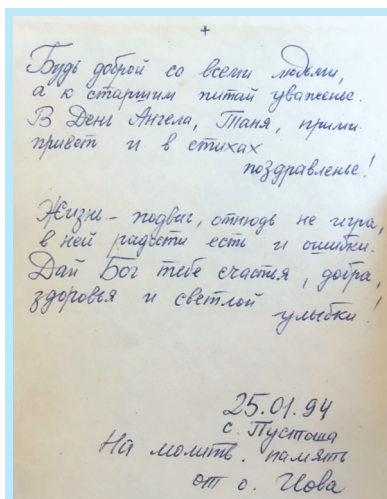 +
Будь доброй со всеми людьми,
а к старшим питай уваженье.
В День Ангела, Таня, прими
привет и в стихах
поздравленье!
Жизнь – подвиг, отнюдь не игра,
в ней радости есть и ошибки.
Дай Бог тебе счастья, добра,
здоровья и светлой
улыбки!
25.01.94
с. Пустоша
На молитв. память
от о. Иова